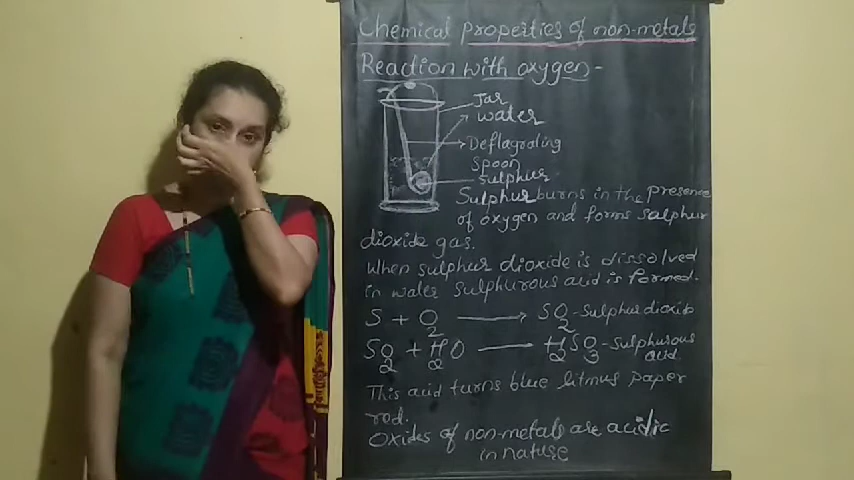 Chemical properties of non-metals
Reaction with oxygen-
Jar
water
Deflagrating
Spoon
Sulphur
Sulphur burns in the presence
of oxygen and forms salphur
dioxide gas.
When sulphur dioxide is dissolved
in water sulphurous acid is formed.
S + O2 → SO2 - sulphur dioxib
SO2 + H2O → H2SO3 - sulphurous
acid
This acid turns blue litmus paper
rod.
Oxides of non-metals are acidic
in nature